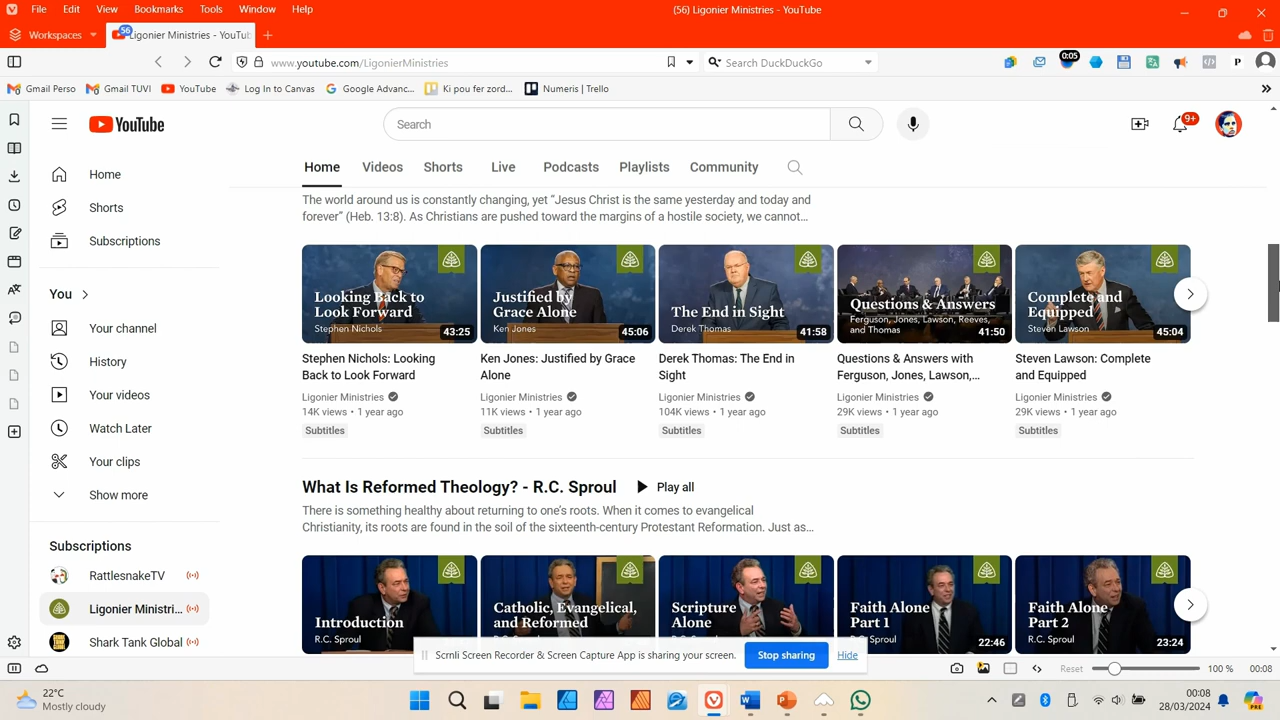 File Edit View Bookmarks Tools Window Help (56) Ligonier Ministries - YouTube
Workspaces 56 Ligonier Ministries - YouTub
www.youtube.com/LigonierMinistries Search DuckDuckGo 0:05 P
Gmail Perso Gmail TUVI YouTube Log In to Canvas Google Advanc... Ki pou fer zord... Numeris | Trello
YouTube Search 9+
Home Videos Shorts Live Podcasts Playlists Community
Home
Shorts
Subscriptions
You
Your channel
History
Your videos
Watch Later
Your clips
Show more
Subscriptions
RattlesnakeTV
Ligonier Ministri...
Shark Tank Global
The world around us is constantly changing, yet “Jesus Christ is the same yesterday and today and
forever” (Heb. 13:8). As Christians are pushed toward the margins of a hostile society, we cannot...
Looking Back to
Look Forward
Stephen Nichols
43:25
Stephen Nichols: Looking
Back to Look Forward
Ligonier Ministries
14K views • 1 year ago
Subtitles
Justified by
Grace Alone
Ken Jones
45:06
Ken Jones: Justified by Grace
Alone
Ligonier Ministries
11K views • 1 year ago
Subtitles
The End in Sight
Derek Thomas
41:58
Derek Thomas: The End in
Sight
Ligonier Ministries
104K views • 1 year ago
Subtitles
Questions & Answers
Ferguson, Jones, Lawson, Reeves,
and Thomas
41:50
Questions & Answers with
Ferguson, Jones, Lawson,...
Ligonier Ministries
29K views • 1 year ago
Subtitles
Complete and
Equipped
Steven Lawson
45:04
Steven Lawson: Complete
and Equipped
Ligonier Ministries
29K views • 1 year ago
Subtitles
What Is Reformed Theology? - R.C. Sproul Play all
There is something healthy about returning to one’s roots. When it comes to evangelical
Christianity, its roots are found in the soil of the sixteenth-century Protestant Reformation. Just as...
Introduction
R.C. Sproul
Catholic, Evangelical,
and Reformed
Scripture
Alone
Faith Alone
Part 1
22:46
Faith Alone
Part 2
R.C. Sproul
23:24
Scrnli Screen Recorder & Screen Capture App is sharing your screen. Stop sharing Hide
Reset 100 % 00:08
22°C
Mostly cloudy
00:08
28/03/2024
PRE